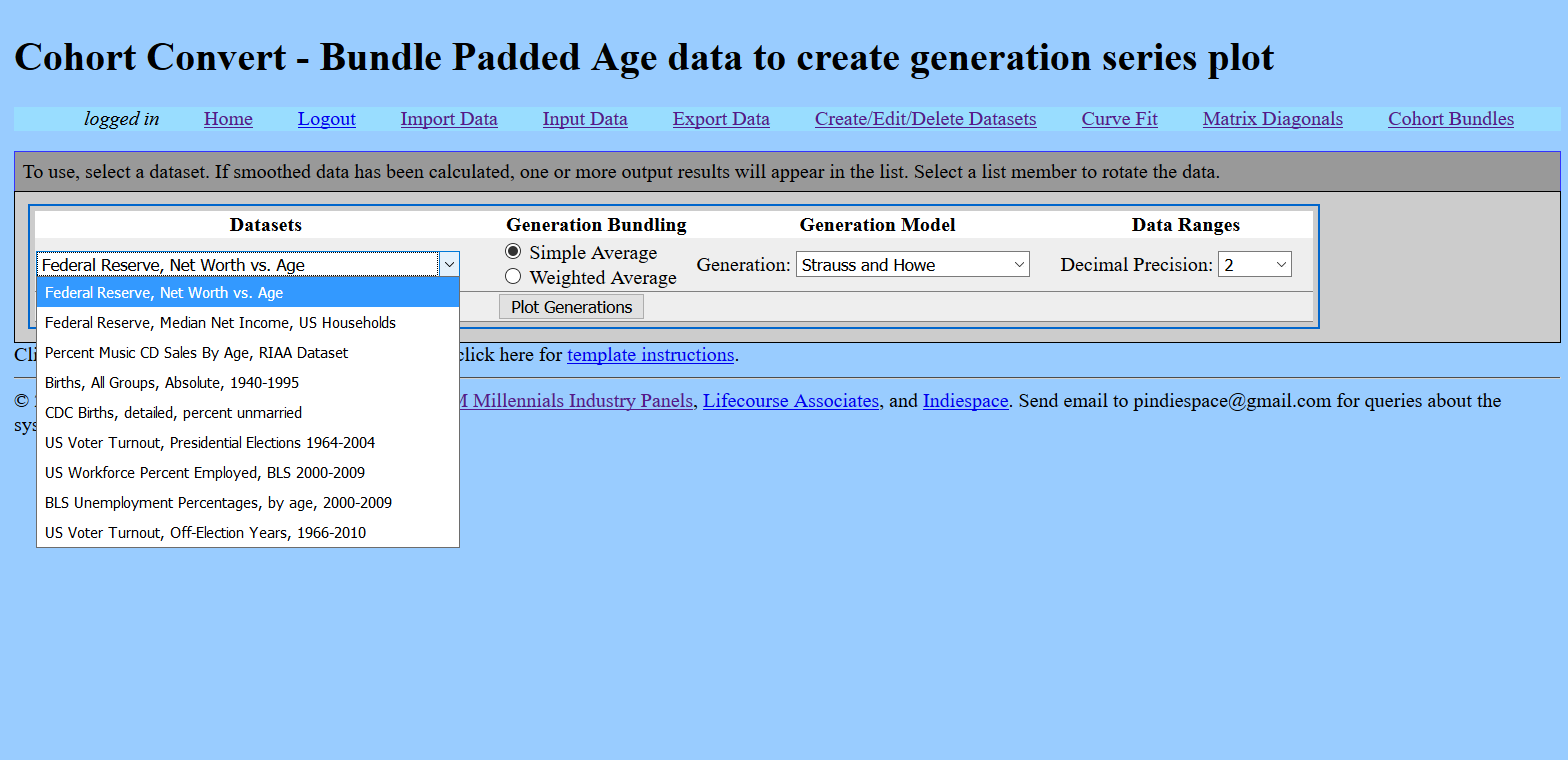 Cohort Convert - Bundle Padded Age data to create generation series plot
logged in Home Logout Import Data Input Data Export Data Create/Edit/Delete Datasets Curve Fit Matrix Diagonals Cohort Bundles
To use, select a dataset. If smoothed data has been calculated, one or more output results will appear in the list. Select a list member to rotate the data.
Datasets Generation Bundling Generation Model Data Ranges
Federal Reserve, Net Worth vs. Age
Simple Average
Weighted Average
Generation: Strauss and Howe
Decimal Precision: 2
Plot Generations
Federal Reserve, Net Worth vs. Age
Federal Reserve, Median Net Income, US Households
Percent Music CD Sales By Age, RIAA Dataset
Births, All Groups, Absolute, 1940-1995
CDC Births, detailed, percent unmarried
US Voter Turnout, Presidential Elections 1964-2004
US Workforce Percent Employed, BLS 2000-2009
BLS Unemployment Percentages, by age, 2000-2009
US Voter Turnout, Off-Election Years, 1966-2010
click here for template instructions.
© M Millennials Industry Panels, Lifecourse Associates, and Indiespace. Send email to pindiespace@gmail.com for queries about the